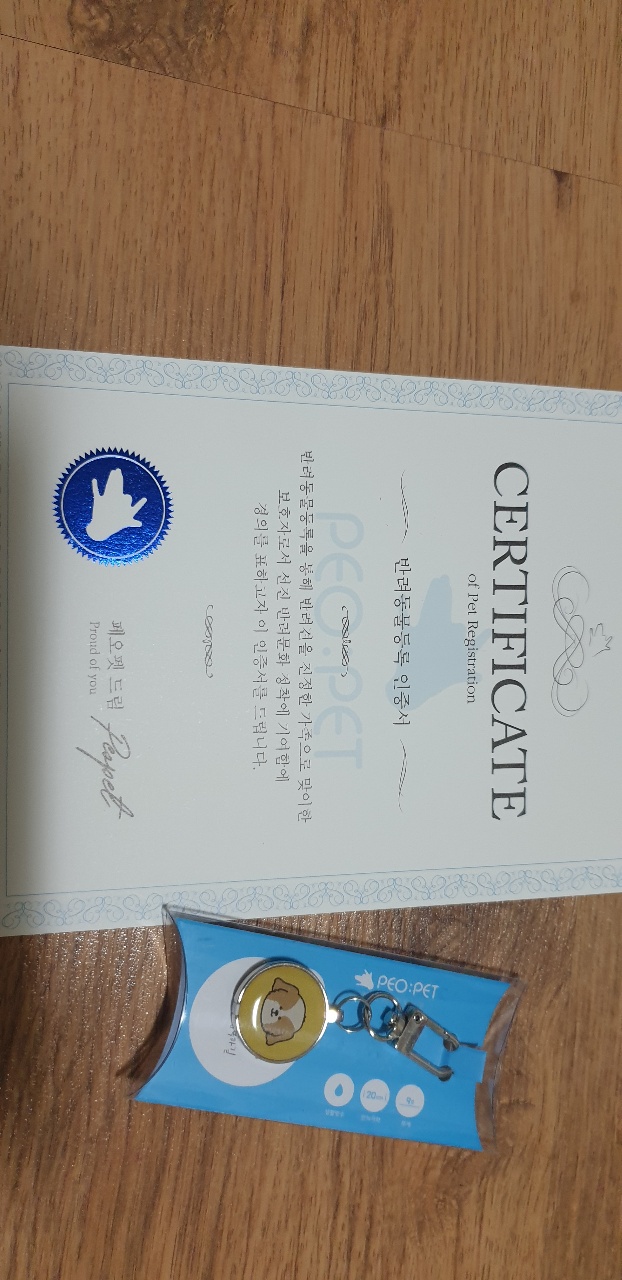 CERTIFICATE
of Pet Registration
반려동물등록 인증서
PEO:PET
반려동물등록을 통해 반려견을 진정한 가족으로 맞이한
보호자로서 선진 반려문화 정착에 기여함에
경의를 표하고자 이 인증서를 드립니다.
페오펫 드림
Proud of you
Peopet
PEO:PET